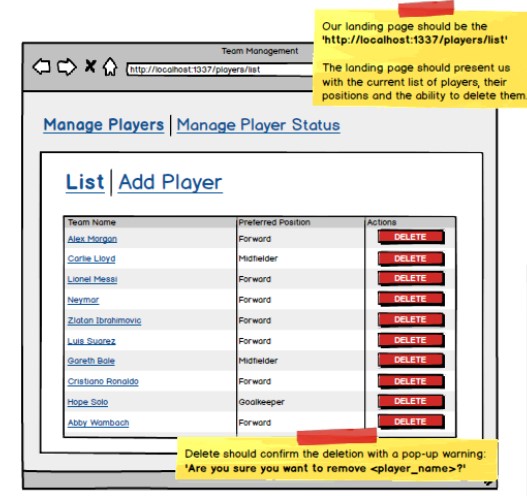 Our landing page should be the
'http://localhost:1337/players/list'
The landing page should present us
with the current list of players, their
positions and the ability to delete them.
Team Management
http://localhost:1337/players/list
Manage Players | Manage Player Status
List | Add Player
Team Name Preferred Position Actions
Alex Morgan Forward DELETE
Carlie Lloyd Midfielder DELETE
Lionel Messi Forward DELETE
Neymar Forward DELETE
Zlatan Ibrahimovic Forward DELETE
Luis Suarez Forward DELETE
Gareth Bale Midfielder DELETE
Cristiano Ronaldo Forward DELETE
Hope Solo Goalkeeper DELETE
Abby Wambach Forward DELETE
Delete should confirm the deletion with a pop-up warning:
'Are you sure you want to remove <player_name>?'